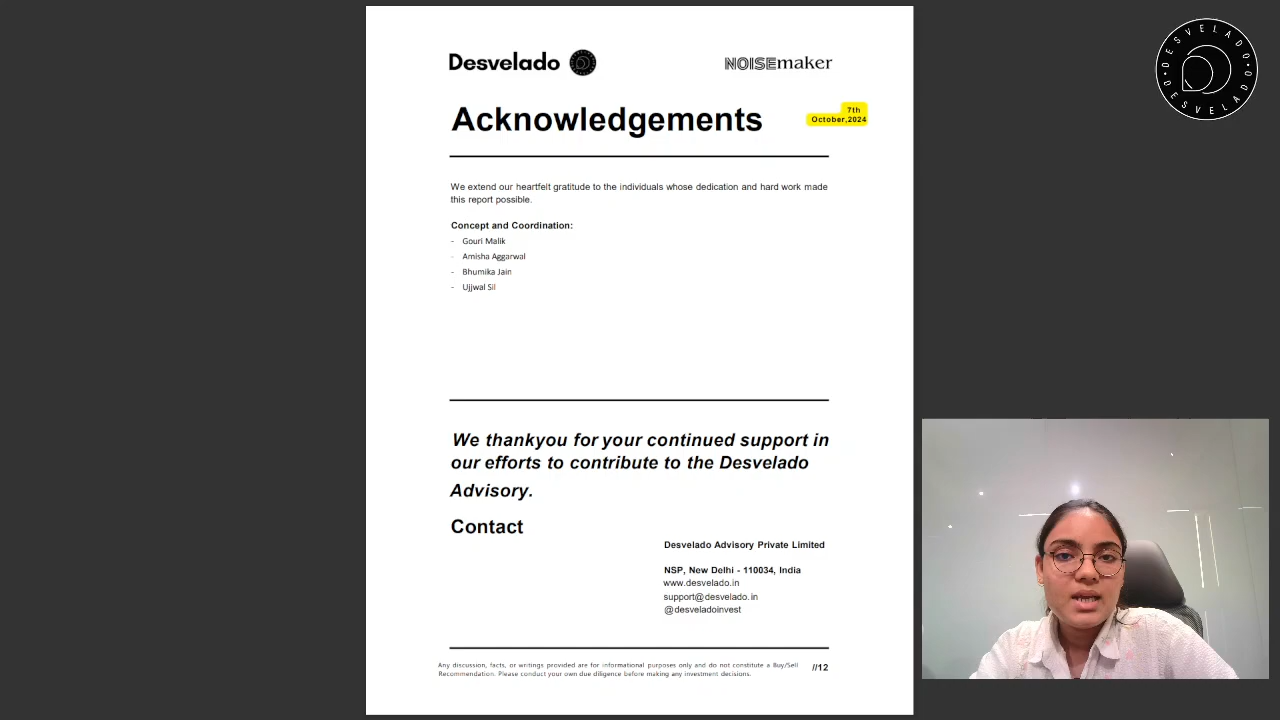 Desvelado
NOISEmaker
DESVELADO
DESVELADO
Acknowledgements
7th
October,2024
We extend our heartfelt gratitude to the individuals whose dedication and hard work made
this report possible.
Concept and Coordination:
- Gouri Malik
- Amisha Aggarwal
- Bhumika Jain
- Ujjwal Sil
We thankyou for your continued support in
our efforts to contribute to the Desvelado
Advisory.
Contact
Desvelado Advisory Private Limited
NSP, New Delhi - 110034, India
www.desvelado.in
support@desvelado.in
@desveladoinvest
Any discussion, facts, or writings provided are for informational purposes only and do not constitute a Buy/Sell
Recommendation. Please conduct your own due diligence before making any investment decisions.
//12